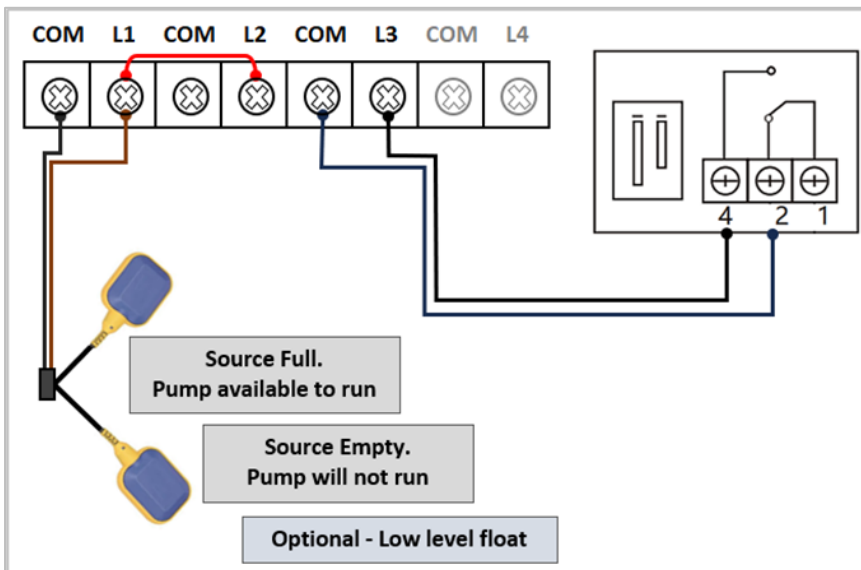 COM L1 COM L2 COM L3 COM L4
4 2 1
Source Full.
Pump available to run
Source Empty.
Pump will not run
Optional - Low level float